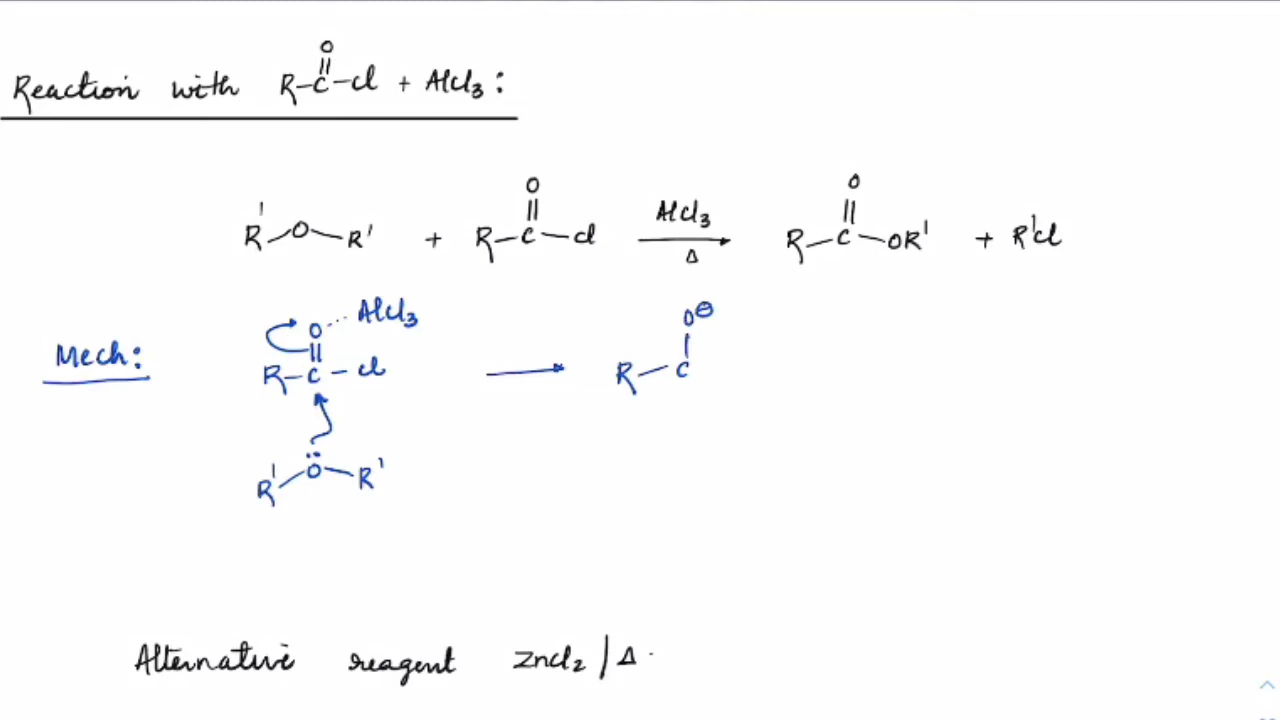 Reaction with R-C(=O)-Cl + AlCl3:
R'-O-R' + R-C(=O)-Cl AlCl3 Δ R-C(=O)-OR' + R'Cl
Mech: R-C(=O···AlCl3)-Cl R-C-O⊖
R'-Ö-R'
Alternative reagent ZnCl2/Δ.